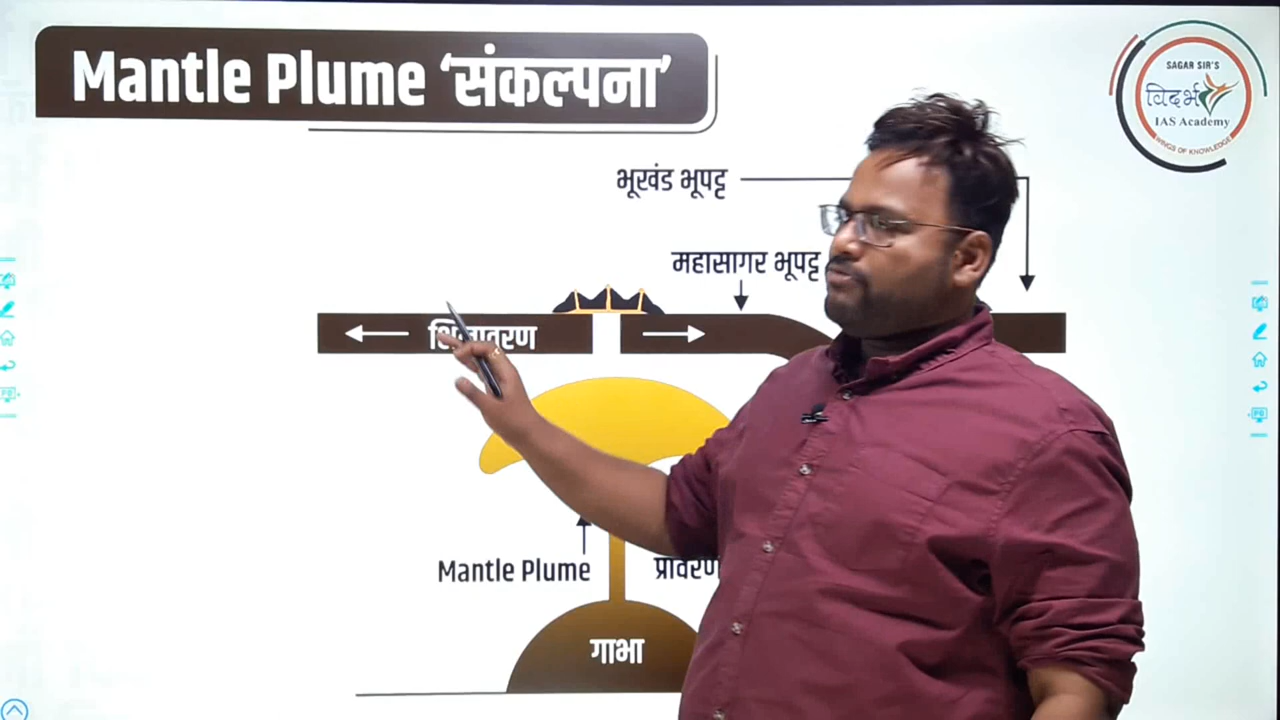 Mantle Plume ‘संकल्पना’
SAGAR SIR'S
विदर्भ
IAS Academy
WINGS OF KNOWLEDGE
भूखंड भूपट्ट
महासागर भूपट्ट
Mantle Plume
गाभा